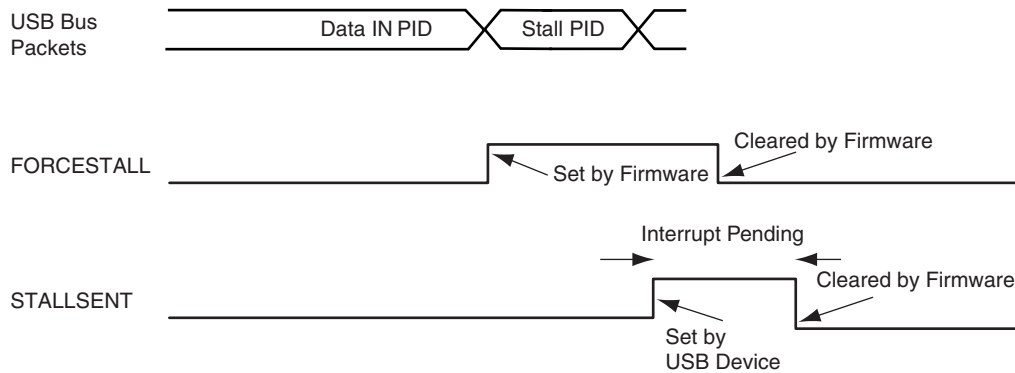 USB Bus
Packets
Data IN PID
Stall PID
FORCESTALL
Set by Firmware
Cleared by Firmware
Interrupt Pending
STALLSENT
Cleared by Firmware
Set by
USB Device